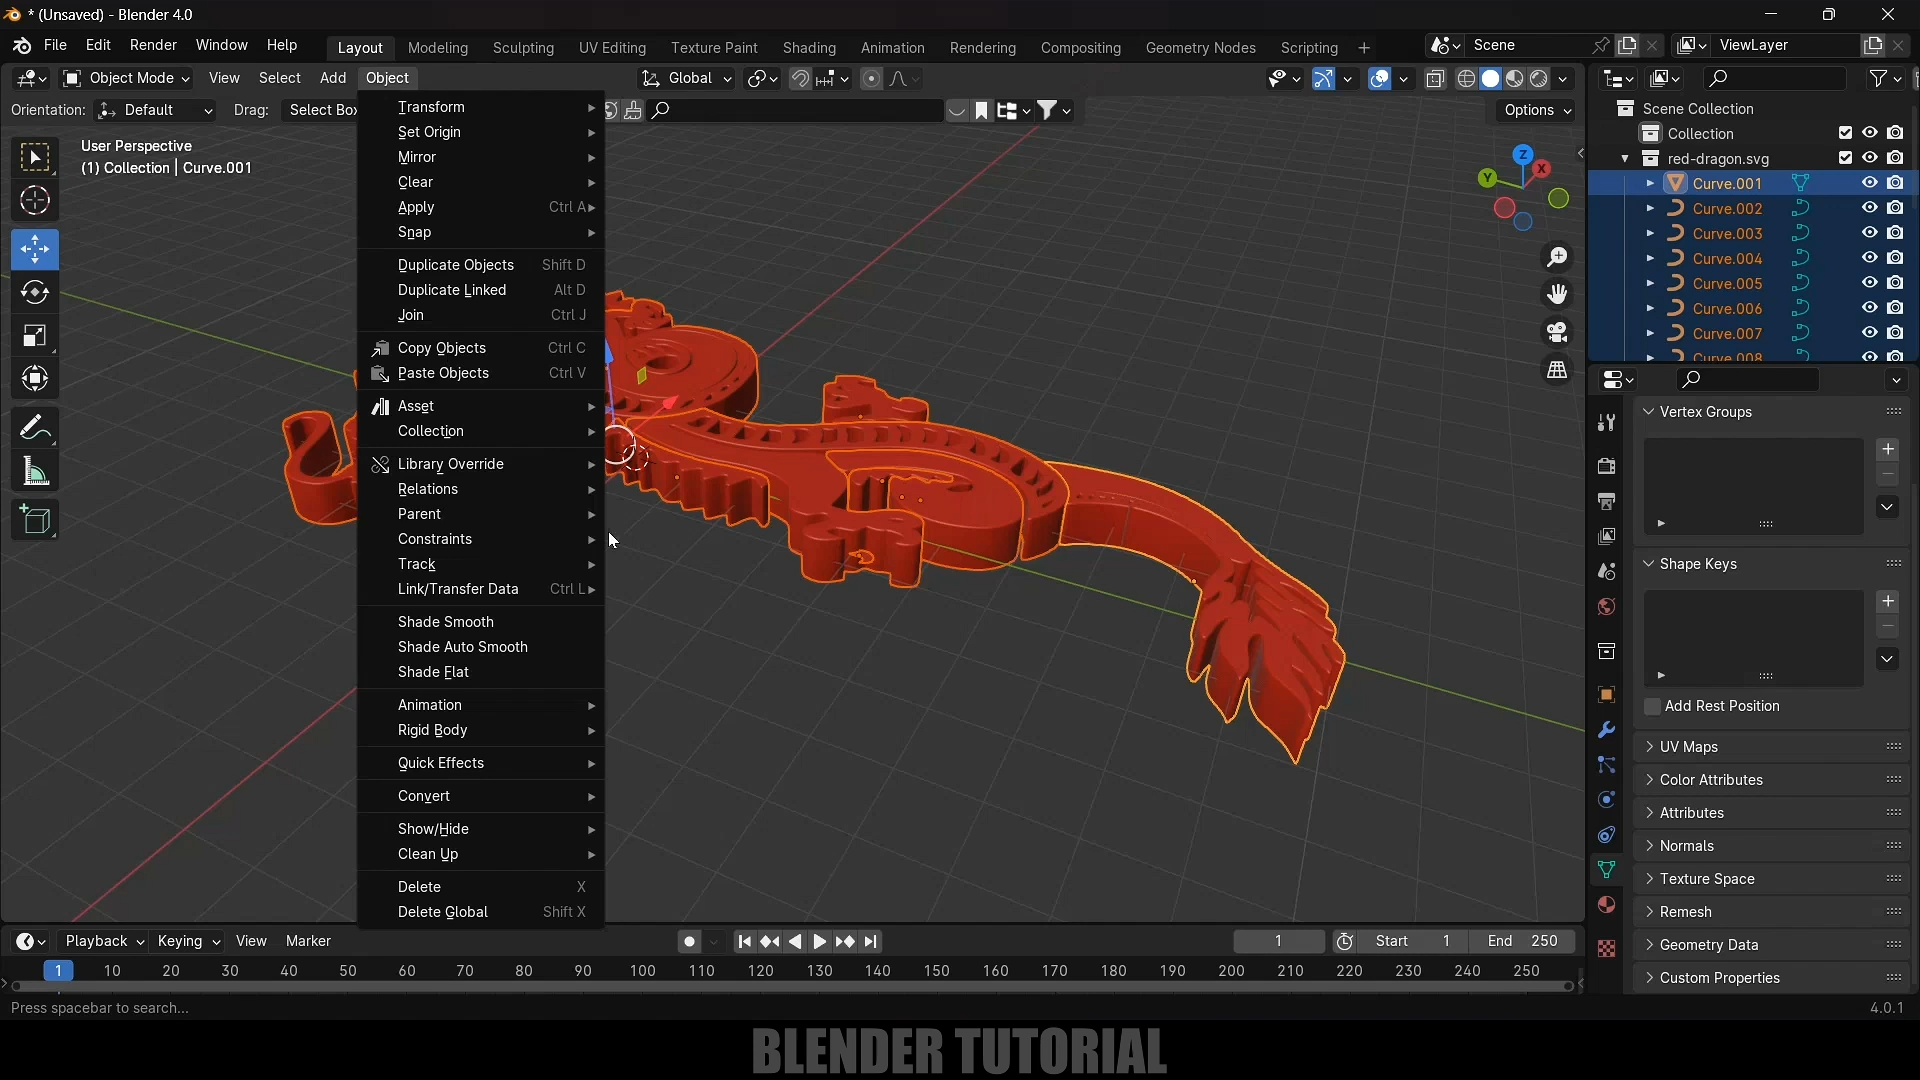 * (Unsaved) - Blender 4.0
File Edit Render Window Help Layout Modeling Sculpting UV Editing Texture Paint Shading Animation Rendering Compositing Geometry Nodes Scripting + Scene ViewLayer
Object Mode View Select Add Object Global
Orientation: Default Drag: Select Box Options
User Perspective
(1) Collection | Curve.001
Transform
Set Origin
Mirror
Clear
Apply Ctrl A
Snap
Duplicate Objects Shift D
Duplicate Linked Alt D
Join Ctrl J
Copy Objects Ctrl C
Paste Objects Ctrl V
Asset
Collection
Library Override
Relations
Parent
Constraints
Track
Link/Transfer Data Ctrl L
Shade Smooth
Shade Auto Smooth
Shade Flat
Animation
Rigid Body
Quick Effects
Convert
Show/Hide
Clean Up
Delete X
Delete Global Shift X
Z
X
Y
Scene Collection
Collection
red-dragon.svg
Curve.001
Curve.002
Curve.003
Curve.004
Curve.005
Curve.006
Curve.007
Curve.008
Vertex Groups
Shape Keys
Add Rest Position
UV Maps
Color Attributes
Attributes
Normals
Texture Space
Remesh
Geometry Data
Custom Properties
Playback Keying View Marker 1 Start 1 End 250
1 10 20 30 40 50 60 70 80 90 100 110 120 130 140 150 160 170 180 190 200 210 220 230 240 250
Press spacebar to search... 4.0.1
BLENDER TUTORIAL